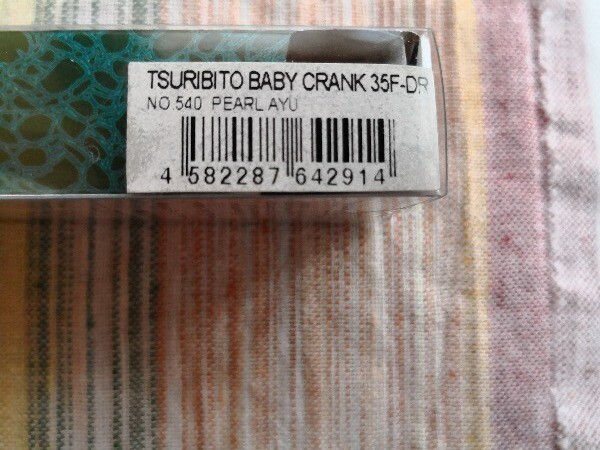 TSURIBITO BABY CRANK 35F-DR
NO.540 PEARL AYU
4 582287 642914